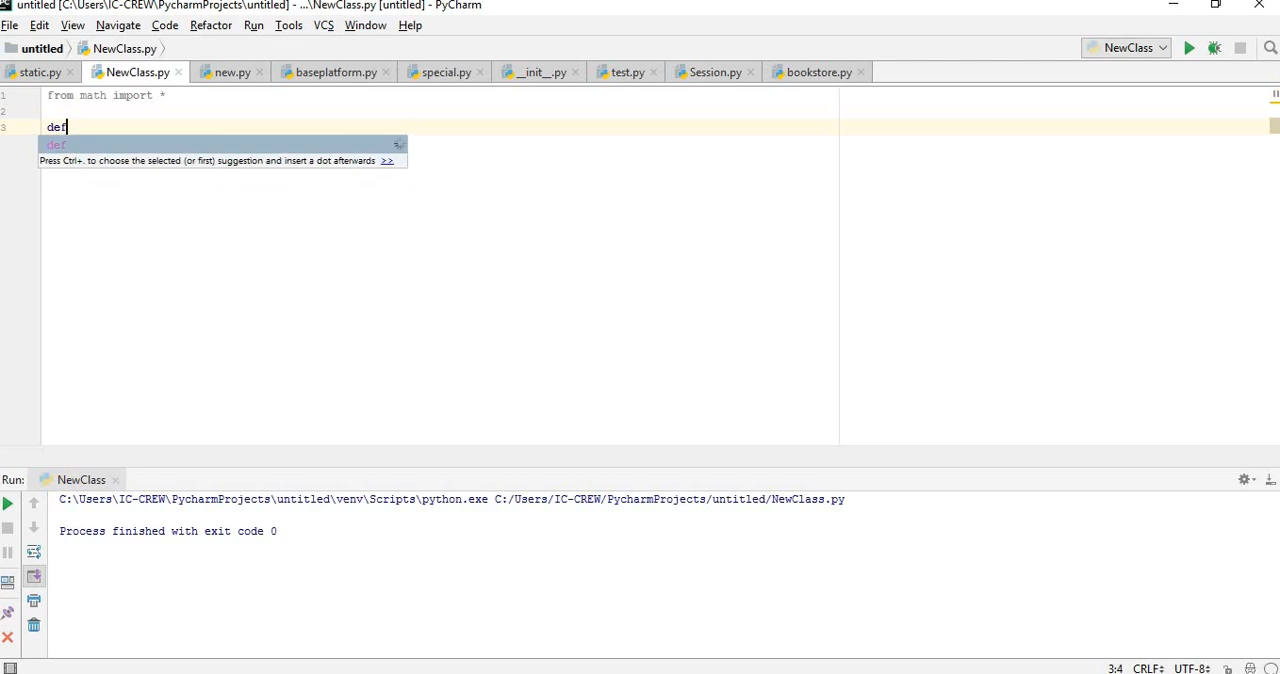 untitled [C:\Users\IC-CREW\PycharmProjects\untitled] - ...\NewClass.py [untitled] - PyCharm
File Edit View Navigate Code Refactor Run Tools VCS Window Help
untitled NewClass.py NewClass
static.py NewClass.py new.py baseplatform.py special.py __init__.py test.py Session.py bookstore.py
1 from math import *
2
3 def
def
Press Ctrl+. to choose the selected (or first) suggestion and insert a dot afterwards >>
Run: NewClass
C:\Users\IC-CREW\PycharmProjects\untitled\venv\Scripts\python.exe C:/Users/IC-CREW/PycharmProjects/untitled/NewClass.py
Process finished with exit code 0
3:4 CRLF UTF-8